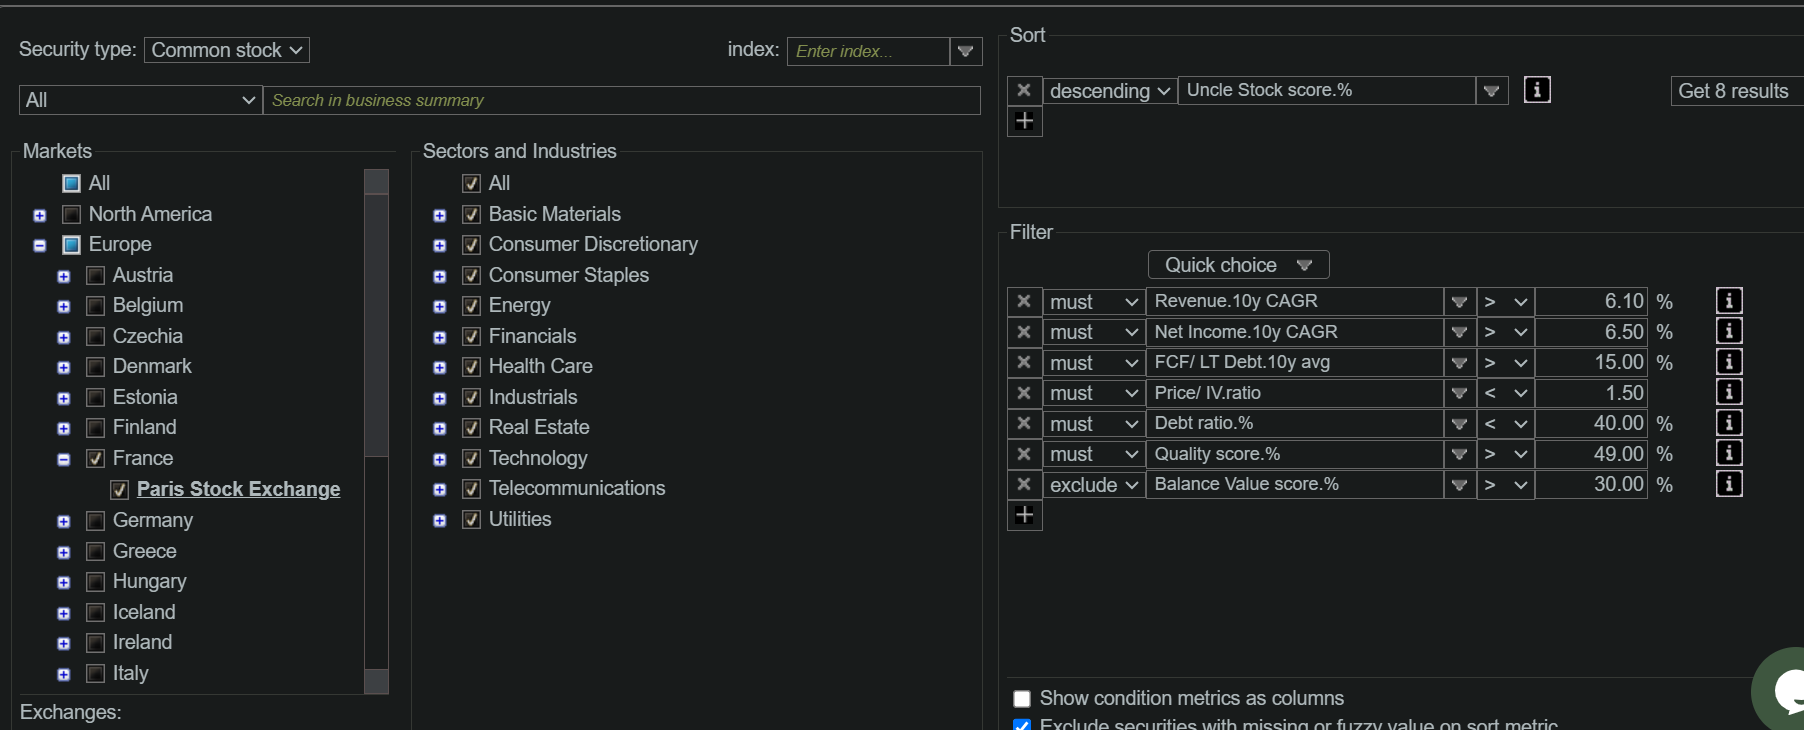 Security type: Common stock
index: Enter index...
All
Search in business summary
Markets
All
North America
Europe
Austria
Belgium
Czechia
Denmark
Estonia
Finland
France
Paris Stock Exchange
Germany
Greece
Hungary
Iceland
Ireland
Italy
Exchanges:
Sectors and Industries
All
Basic Materials
Consumer Discretionary
Consumer Staples
Energy
Financials
Health Care
Industrials
Real Estate
Technology
Telecommunications
Utilities
Sort
descending Uncle Stock score.% i Get 8 results
Filter
Quick choice
must Revenue.10y CAGR > 6.10 % i
must Net Income.10y CAGR > 6.50 % i
must FCF/ LT Debt.10y avg > 15.00 % i
must Price/ IV.ratio < 1.50 i
must Debt ratio.% < 40.00 % i
must Quality score.% > 49.00 % i
exclude Balance Value score.% > 30.00 % i
Show condition metrics as columns
Exclude securities with missing or fuzzy value on sort metric